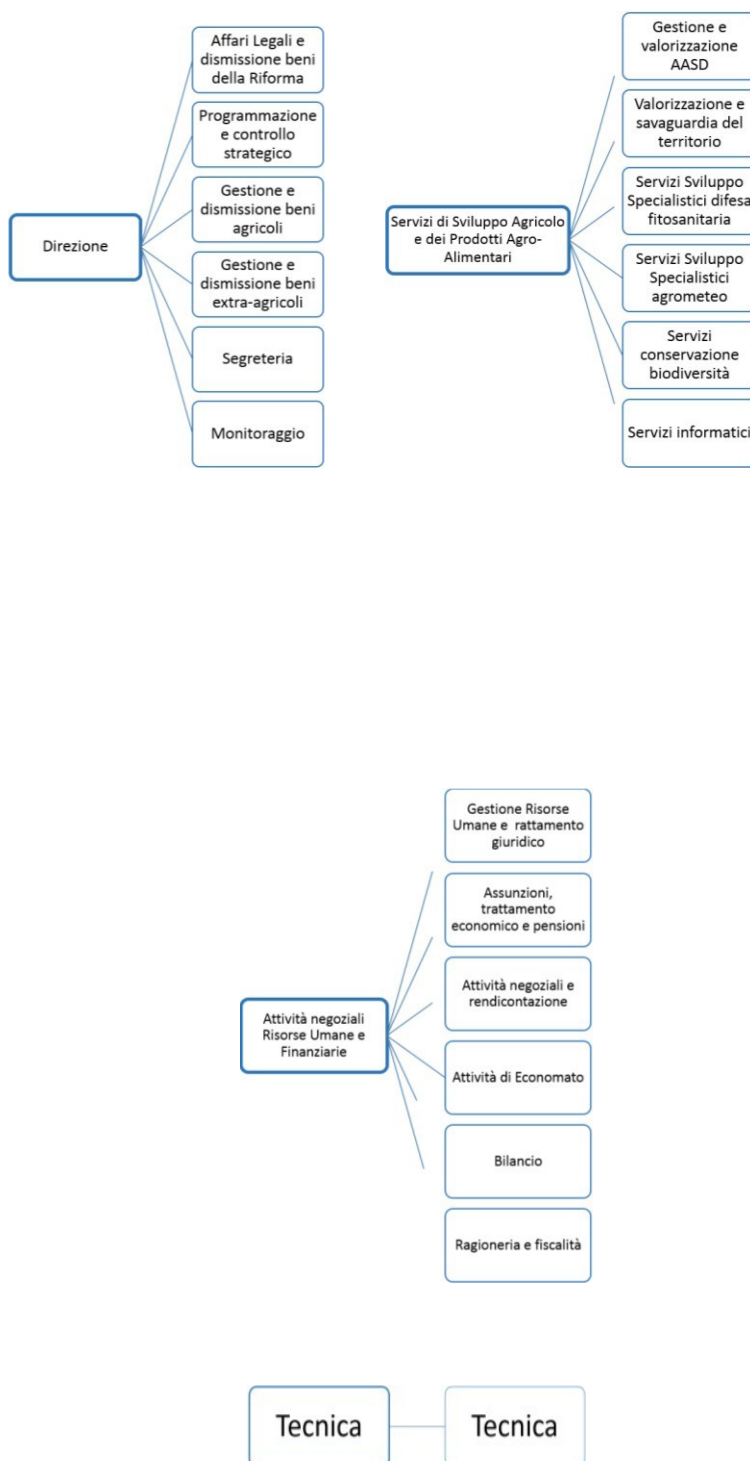 Direzione
Affari Legali e
dismissione beni
della Riforma
Programmazione
e controllo
strategico
Gestione e
dismissione beni
agricoli
Gestione e
dismissione beni
extra-agricoli
Segreteria
Monitoraggio
Servizi di Sviluppo Agricolo
e dei Prodotti Agro-
Alimentari
Gestione e
valorizzazione
AASD
Valorizzazione e
savaguardia del
territorio
Servizi Sviluppo
Specialistici difesa
fitosanitaria
Servizi Sviluppo
Specialistici
agrometeo
Servizi
conservazione
biodiversità
Servizi informatici
Attività negoziali
Risorse Umane e
Finanziarie
Gestione Risorse
Umane e rattamento
giuridico
Assunzioni,
trattamento
economico e pensioni
Attività negoziali e
rendicontazione
Attività di Economato
Bilancio
Ragioneria e fiscalità
Tecnica
Tecnica